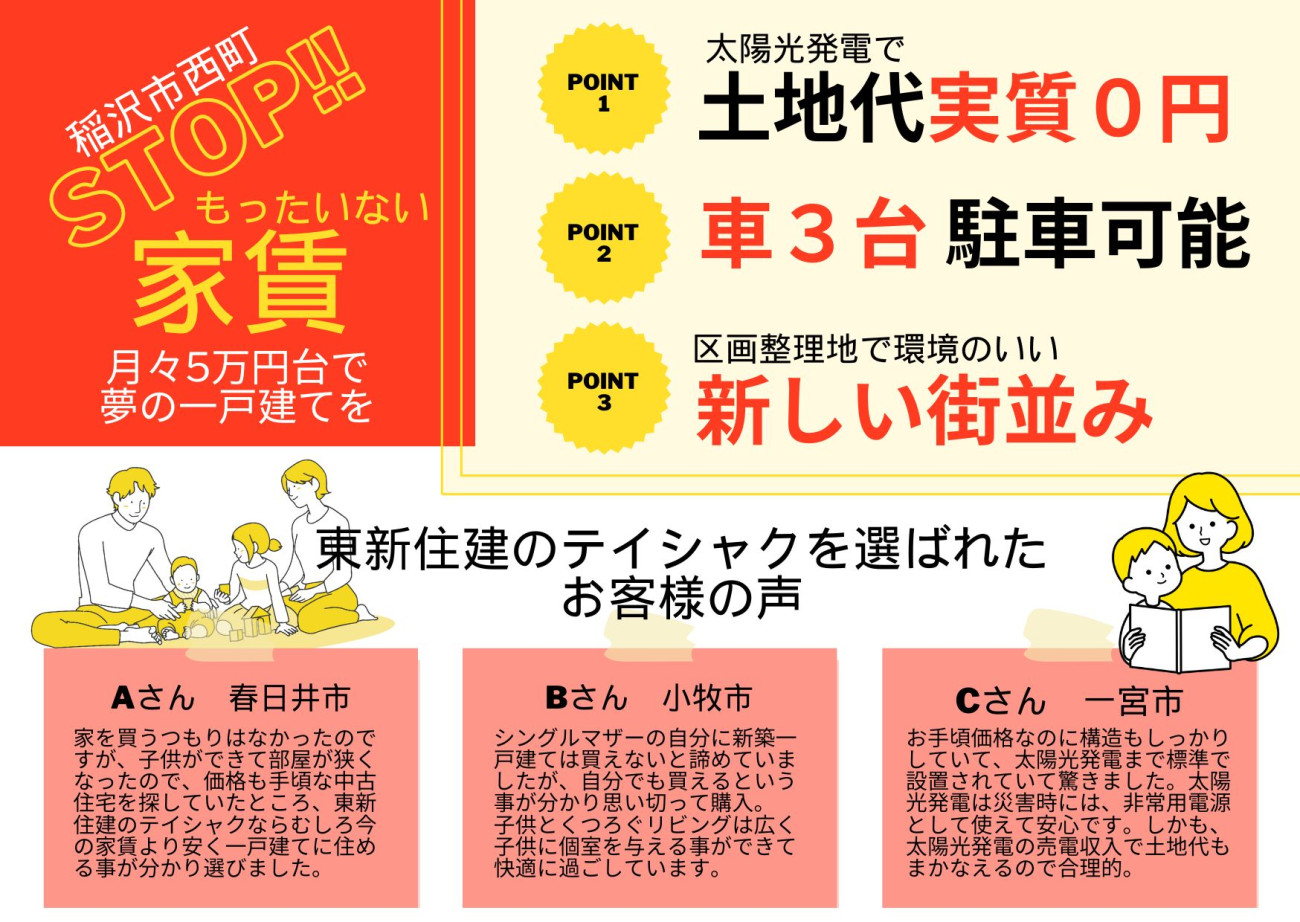 稲沢市西町
STOP!!
もったいない
家賃
月々5万円台で
夢の一戸建てを
POINT
1
太陽光発電で
土地代実質０円
POINT
2
車３台 駐車可能
POINT
3
区画整理地で環境のいい
新しい街並み
東新住建のテイシャクを選ばれた
お客様の声
Aさん　春日井市
家を買うつもりはなかったので
すが、子供ができて部屋が狭く
なったので、価格も手頃な中古
住宅を探していたところ、東新
住建のテイシャクならむしろ今
の家賃より安く一戸建てに住め
る事が分かり選びました。
Bさん　小牧市
シングルマザーの自分に新築一
戸建ては買えないと諦めていま
したが、自分でも買えるという
事が分かり思い切って購入。
子供とくつろぐリビングは広く
子供に個室を与える事ができて
快適に過ごしています。
Cさん　一宮市
お手頃価格なのに構造もしっかり
していて、太陽光発電まで標準で
設置されていて驚きました。太陽
光発電は災害時には、非常用電源
として使えて安心です。しかも、
太陽光発電の売電収入で土地代も
まかなえるので合理的。